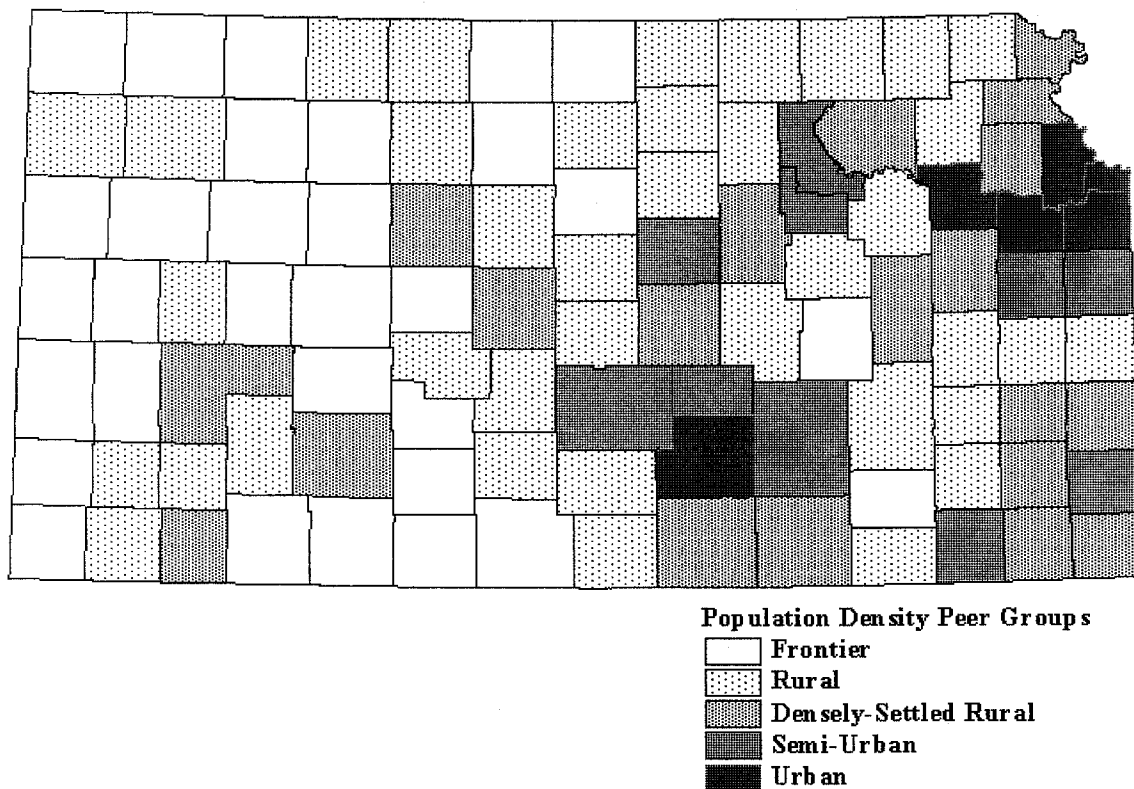 Population Density Peer Groups
Frontier
Rural
Densely-Settled Rural
Semi-Urban
Urban